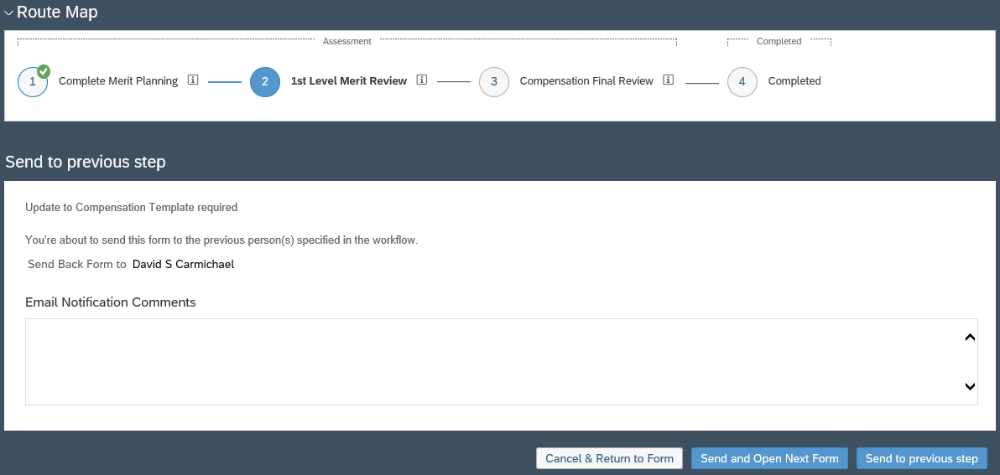 Route Map
Assessment
Completed
1 Complete Merit Planning
2 1st Level Merit Review
3 Compensation Final Review
4 Completed
Send to previous step
Update to Compensation Template required
You're about to send this form to the previous person(s) specified in the workflow.
Send Back Form to David S Carmichael
Email Notification Comments
Cancel & Return to Form
Send and Open Next Form
Send to previous step